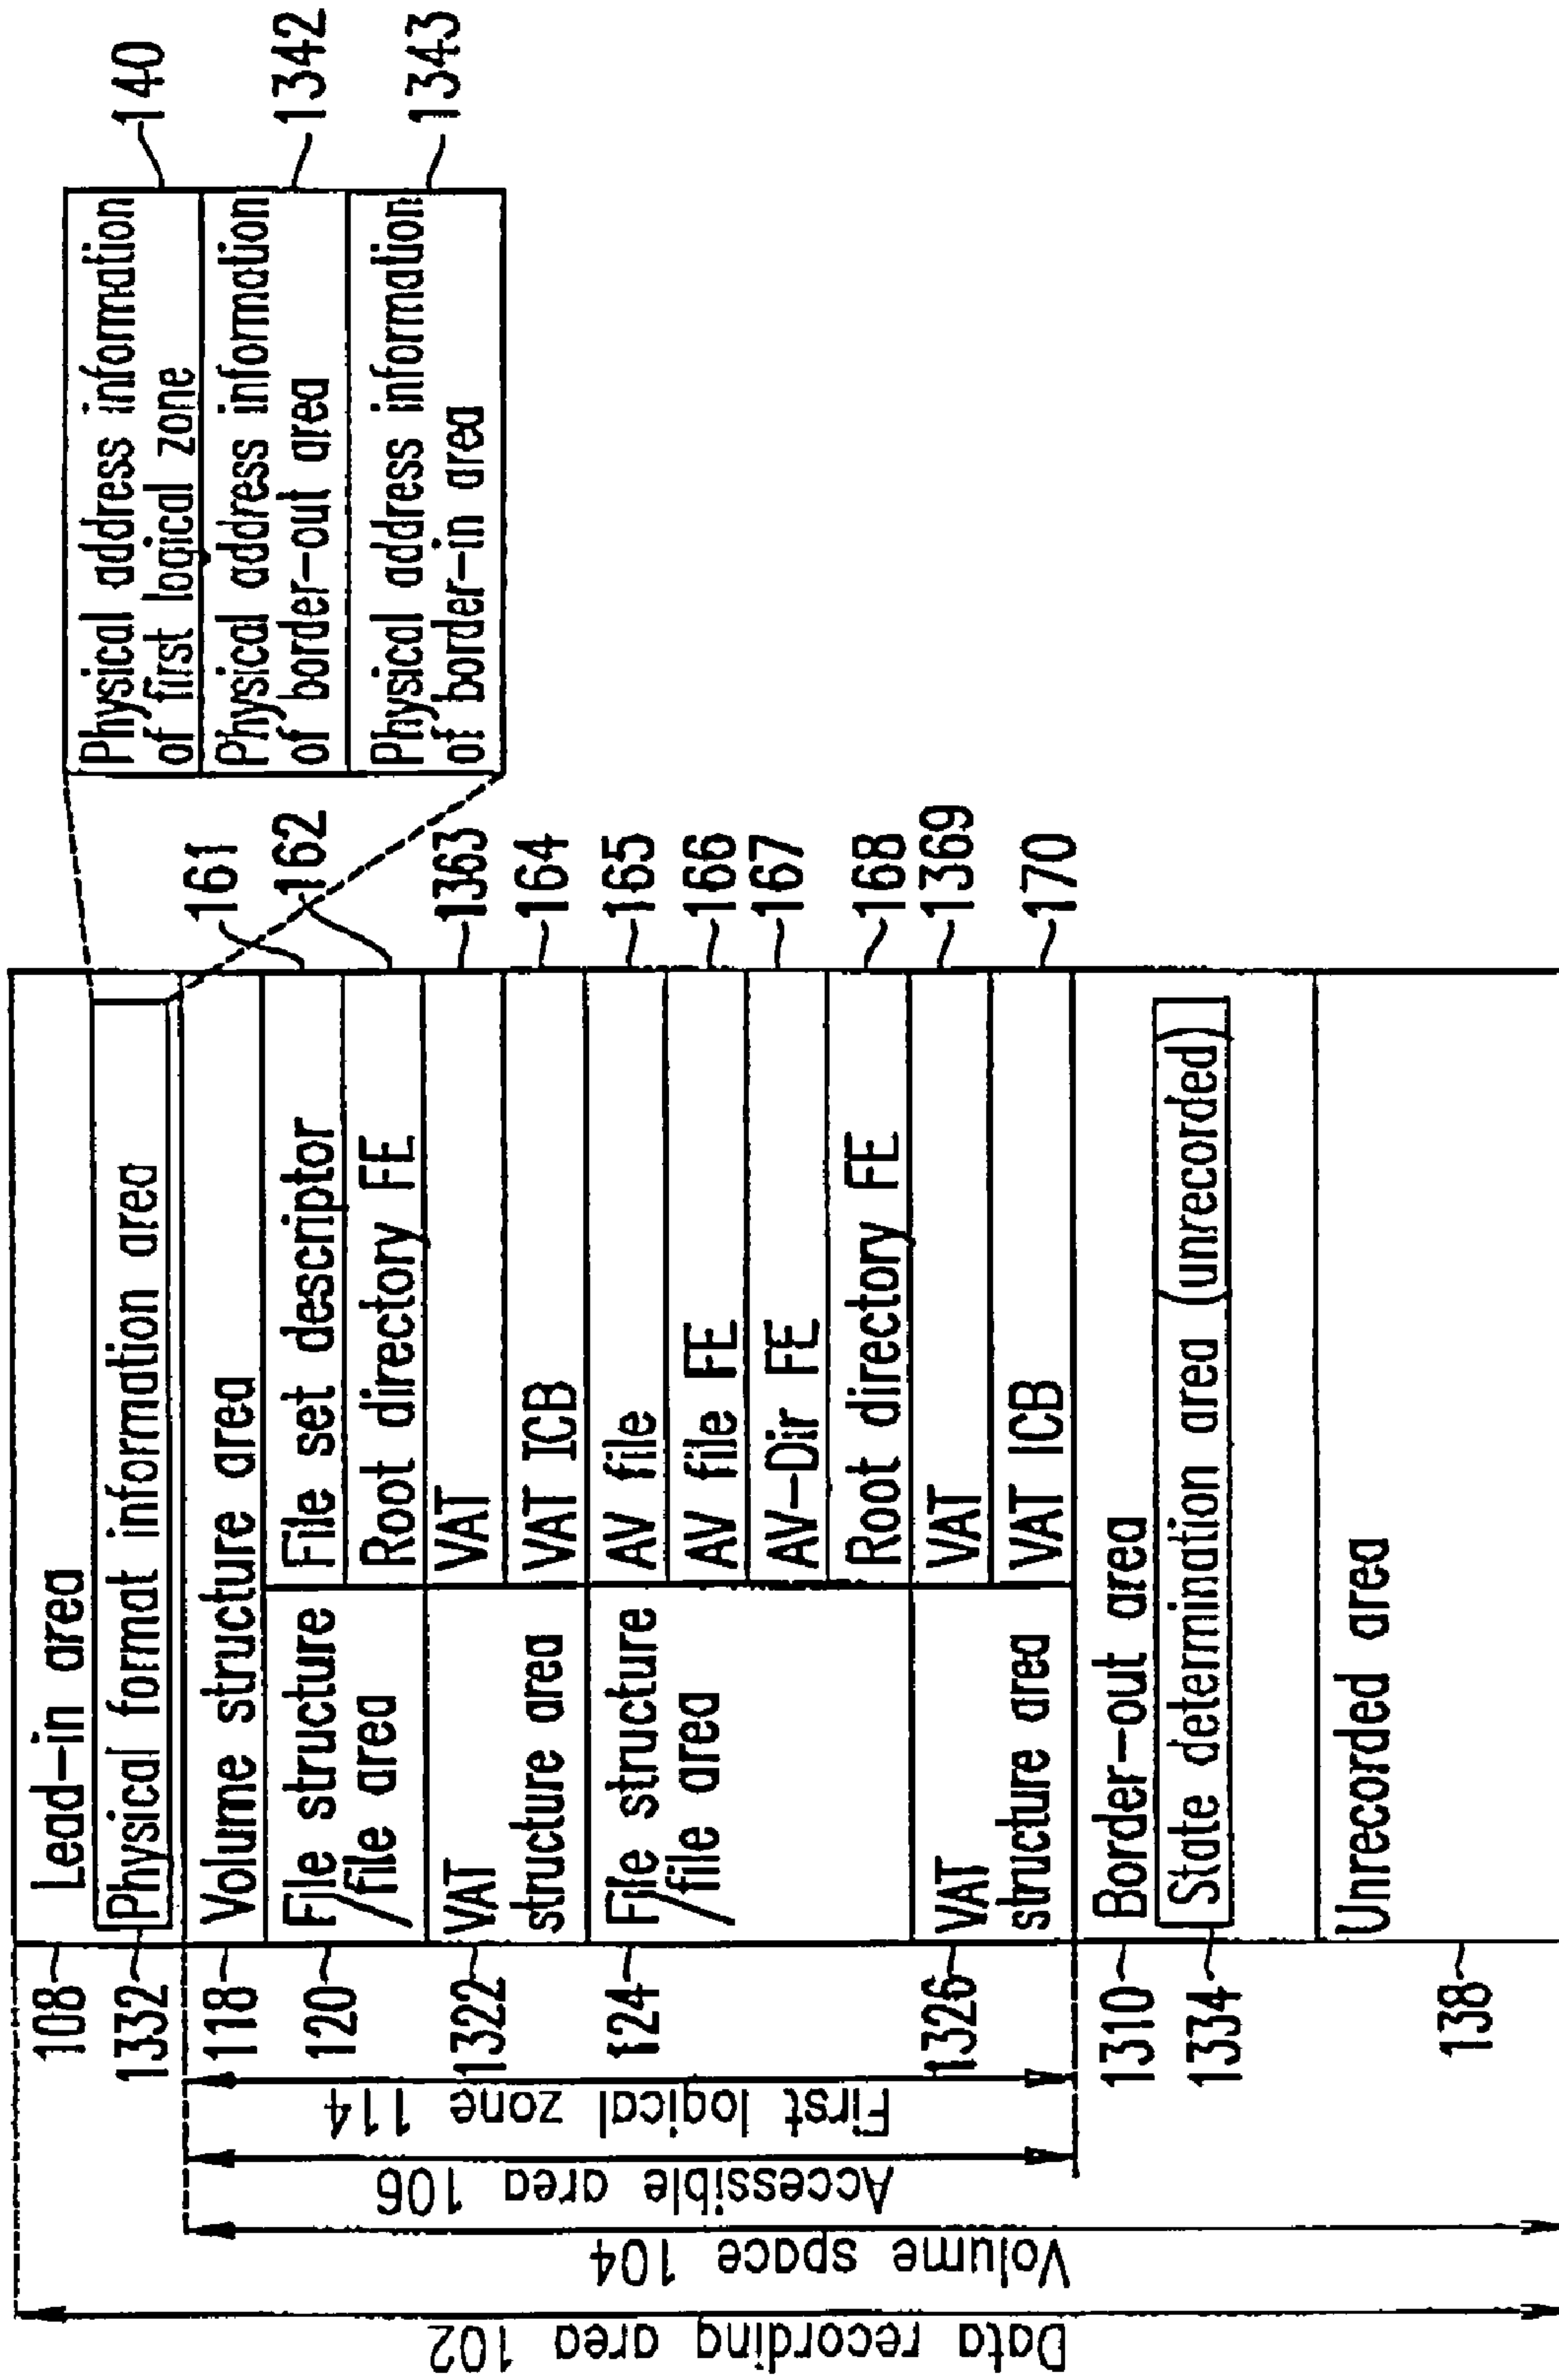 Lead-in area
108
Physical format information area
1332
Physical address information
of first logical zone
140
Physical address information
of border-out area
1342
Physical address information
of border-in area
1343
Volume structure area
118
File structure
/file area
120
File set descriptor
161
Root directory FE
162
VAT
structure area
1322
VAT
1363
VAT ICB
164
File structure
/file area
124
AV file
165
AV file FE
166
AV-Dir FE
167
Root directory FE
168
VAT
structure area
1326
VAT
1369
VAT ICB
170
Border-out area
1310
State determination area (unrecorded)
1334
Unrecorded area
138
First logical zone 114
Accessible area 106
Volume space 104
Data recording area 102